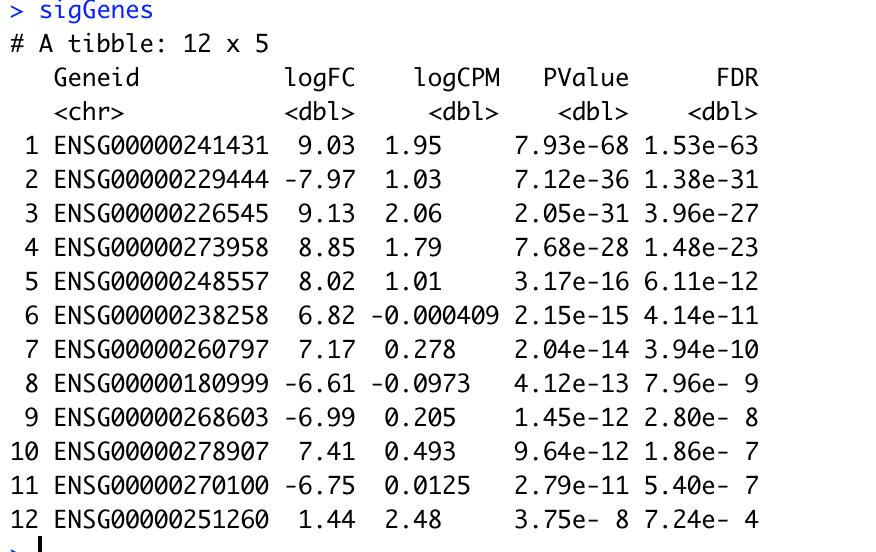 > sigGenes
# A tibble: 12 x 5
   Geneid          logFC     logCPM   PValue      FDR
   <chr>           <dbl>      <dbl>    <dbl>    <dbl>
 1 ENSG00000241431  9.03  1.95      7.93e-68 1.53e-63
 2 ENSG00000229444 -7.97  1.03      7.12e-36 1.38e-31
 3 ENSG00000226545  9.13  2.06      2.05e-31 3.96e-27
 4 ENSG00000273958  8.85  1.79      7.68e-28 1.48e-23
 5 ENSG00000248557  8.02  1.01      3.17e-16 6.11e-12
 6 ENSG00000238258  6.82 -0.000409  2.15e-15 4.14e-11
 7 ENSG00000260797  7.17  0.278     2.04e-14 3.94e-10
 8 ENSG00000180999 -6.61 -0.0973    4.12e-13 7.96e- 9
 9 ENSG00000268603 -6.99  0.205     1.45e-12 2.80e- 8
10 ENSG00000278907  7.41  0.493     9.64e-12 1.86e- 7
11 ENSG00000270100 -6.75  0.0125    2.79e-11 5.40e- 7
12 ENSG00000251260  1.44  2.48      3.75e- 8 7.24e- 4
>